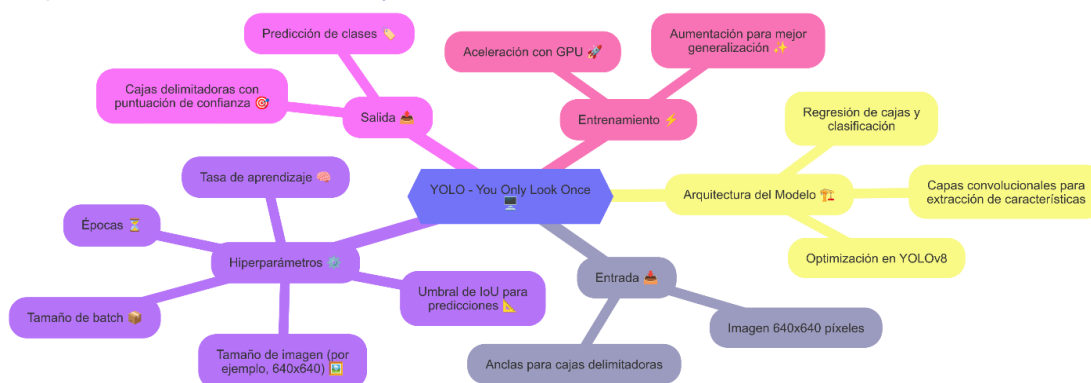 Predicción de clases 🏷️
Cajas delimitadoras con
puntuación de confianza 🎯
Salida 📤
Aceleración con GPU 🚀
Aumentación para mejor
generalización ✨
Entrenamiento ⚡
YOLO - You Only Look Once
🖥️
Regresión de cajas y
clasificación
Arquitectura del Modelo 🏗️
Capas convolucionales para
extracción de características
Optimización en YOLOv8
Tasa de aprendizaje 🧠
Épocas ⏳
Hiperparámetros ⚙️
Tamaño de batch 📦
Tamaño de imagen (por
ejemplo, 640x640) 🖼️
Umbral de IoU para
predicciones 📐
Entrada 📥
Anclas para cajas delimitadoras
Imagen 640x640 píxeles